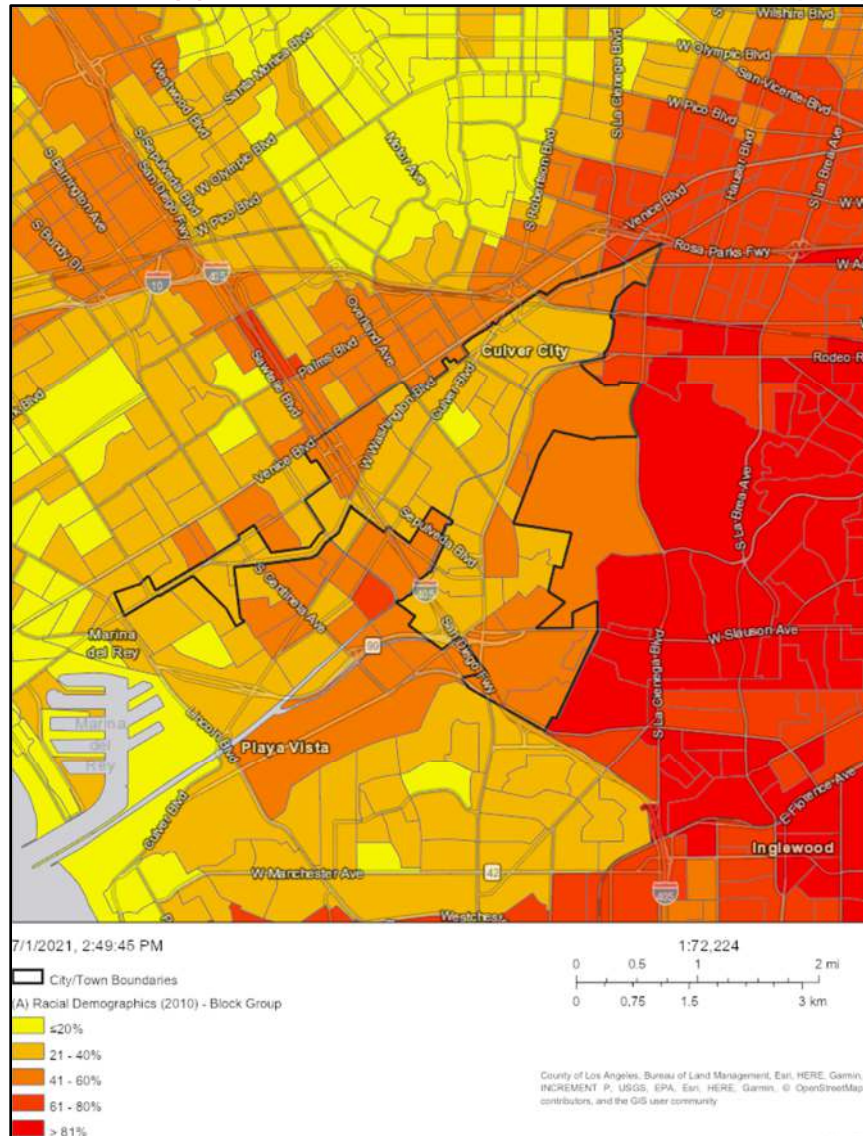 Wilshire Blvd
W Olympic Blvd
San Vicente Blvd
S La Cienega Blvd
W Pico Blvd
Santa Monica Blvd
Westwood Blvd
S Sepulveda Blvd
San Diego Fwy
W Olympic Blvd
Motor Ave
Hauser Blvd
S La Brea Ave
S Barrington Ave
W Pico Blvd
S Robertson Blvd
Venice Blvd
S Bundy Dr
Rosa Parks Fwy
W A
10
405
Overland Ave
Palms Blvd
Culver City
Rodeo R
Sawtelle Blvd
W Washington Blvd
Culver Blvd
Venice Blvd
Sepulveda Blvd
S La Brea Ave
S Centinela Ave
405
W Slauson Ave
Marina
del Rey
90
San Diego Fwy
S La Cienega Blvd
Marina
del
Rey
Lincoln Blvd
Playa Vista
Culver Blvd
E Florence Ave
W Manchester Ave
42
Inglewood
405
Westches
7/1/2021, 2:49:45 PM
1:72,224
0 0.5 1 2 mi
0 0.75 1.5 3 km
City/Town Boundaries
(A) Racial Demographics (2010) - Block Group
≤20%
21 - 40%
41 - 60%
61 - 80%
> 81%
County of Los Angeles, Bureau of Land Management, Esri, HERE, Garmin,
INCREMENT P, USGS, EPA, Esri, HERE, Garmin, © OpenStreetMap
contributors, and the GIS user community